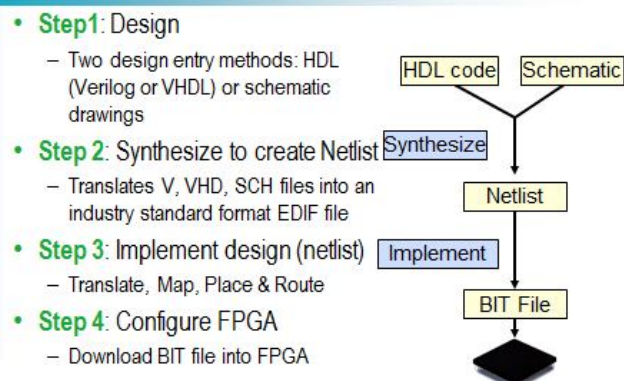 • Step1: Design
– Two design entry methods: HDL
(Verilog or VHDL) or schematic
drawings
• Step 2: Synthesize to create Netlist
– Translates V, VHD, SCH files into an
industry standard format EDIF file
• Step 3: Implement design (netlist)
– Translate, Map, Place & Route
• Step 4: Configure FPGA
– Download BIT file into FPGA
HDL code
Schematic
Synthesize
Netlist
Implement
BIT File